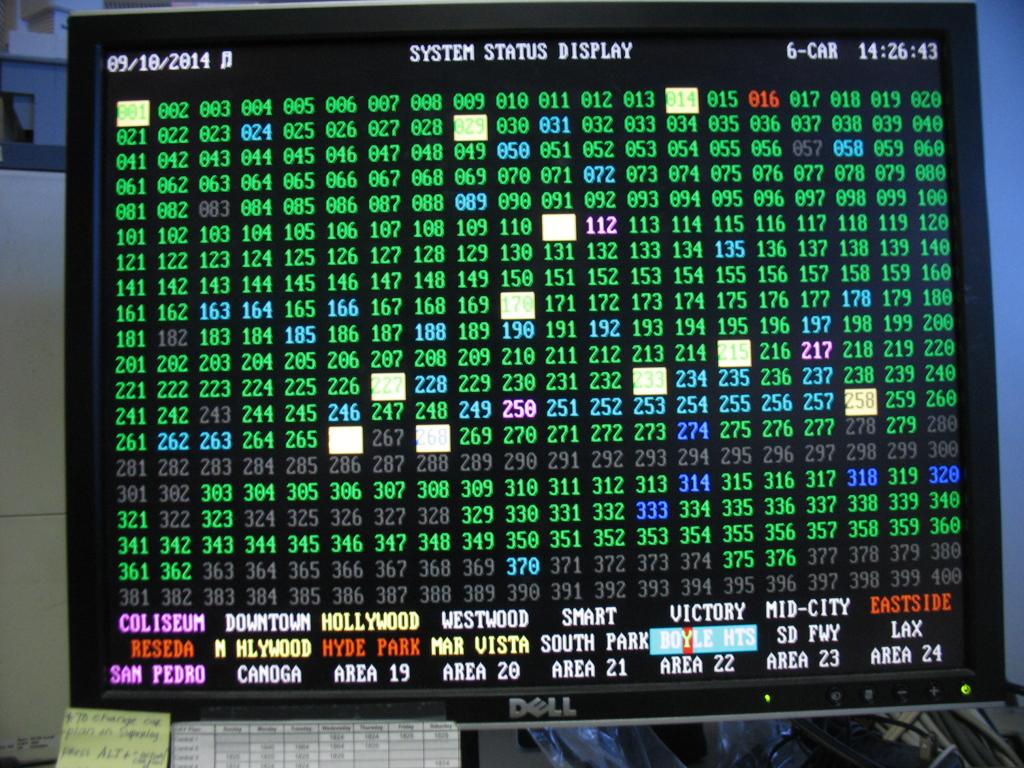 09/10/2014 SYSTEM STATUS DISPLAY 6-CAR 14:26:43
001 002 003 004 005 006 007 008 009 010 011 012 013 014 015 016 017 018 019 020
021 022 023 024 025 026 027 028 029 030 031 032 033 034 035 036 037 038 039 040
041 042 043 044 045 046 047 048 049 050 051 052 053 054 055 056 057 058 059 060
061 062 063 064 065 066 067 068 069 070 071 072 073 074 075 076 077 078 079 080
081 082 083 084 085 086 087 088 089 090 091 092 093 094 095 096 097 098 099 100
101 102 103 104 105 106 107 108 109 110 112 113 114 115 116 117 118 119 120
121 122 123 124 125 126 127 128 129 130 131 132 133 134 135 136 137 138 139 140
141 142 143 144 145 146 147 148 149 150 151 152 153 154 155 156 157 158 159 160
161 162 163 164 165 166 167 168 169 170 171 172 173 174 175 176 177 178 179 180
181 182 183 184 185 186 187 188 189 190 191 192 193 194 195 196 197 198 199 200
201 202 203 204 205 206 207 208 209 210 211 212 213 214 215 216 217 218 219 220
221 222 223 224 225 226 227 228 229 230 231 232 233 234 235 236 237 238 239 240
241 242 243 244 245 246 247 248 249 250 251 252 253 254 255 256 257 258 259 260
261 262 263 264 265 267 268 269 270 271 272 273 274 275 276 277 278 279 280
281 282 283 284 285 286 287 288 289 290 291 292 293 294 295 296 297 298 299 300
301 302 303 304 305 306 307 308 309 310 311 312 313 314 315 316 317 318 319 320
321 322 323 324 325 326 327 328 329 330 331 332 333 334 335 336 337 338 339 340
341 342 343 344 345 346 347 348 349 350 351 352 353 354 355 356 357 358 359 360
361 362 363 364 365 366 367 368 369 370 371 372 373 374 375 376 377 378 379 380
381 382 383 384 385 386 387 388 389 390 391 392 393 394 395 396 397 398 399 400
COLISEUM DOWNTOWN HOLLYWOOD WESTWOOD SMART VICTORY MID-CITY EASTSIDE
RESEDA N HLYWOOD HYDE PARK MAR VISTA SOUTH PARK BOYLE HTS SD FWY LAX
SAN PEDRO CANOGA AREA 19 AREA 20 AREA 21 AREA 22 AREA 23 AREA 24
DELL
* To change car
plan in
press ALT +